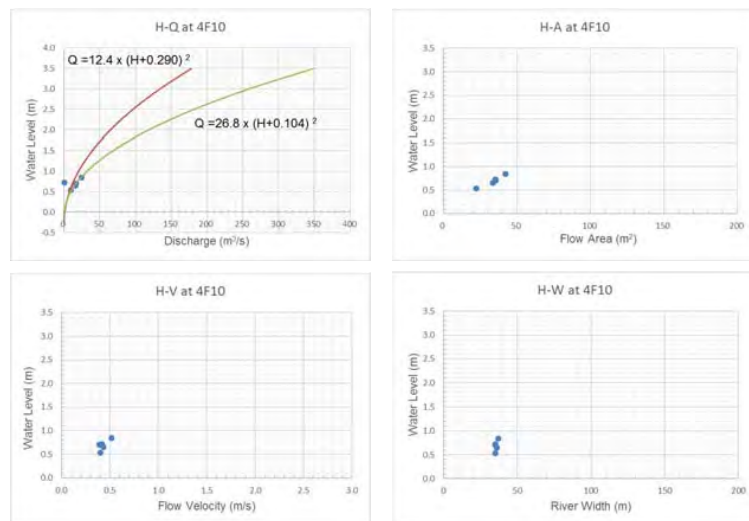 H-Q at 4F10
Q =12.4 x (H+0.290) ²
Q =26.8 x (H+0.104) ²
Water Level (m)
4.0
3.5
3.0
2.5
2.0
1.5
1.0
0.5
0.0
-0.5
0 50 100 150 200 250 300 350 400
Discharge (m³/s)
H-A at 4F10
Water Level (m)
3.5
3.0
2.5
2.0
1.5
1.0
0.5
0.0
0 50 100 150 200
Flow Area (m²)
H-V at 4F10
Water Level (m)
3.5
3.0
2.5
2.0
1.5
1.0
0.5
0.0
0.0 0.5 1.0 1.5 2.0 2.5 3.0
Flow Velocity (m/s)
H-W at 4F10
Water Level (m)
3.5
3.0
2.5
2.0
1.5
1.0
0.5
0.0
0 50 100 150 200
River Width (m)